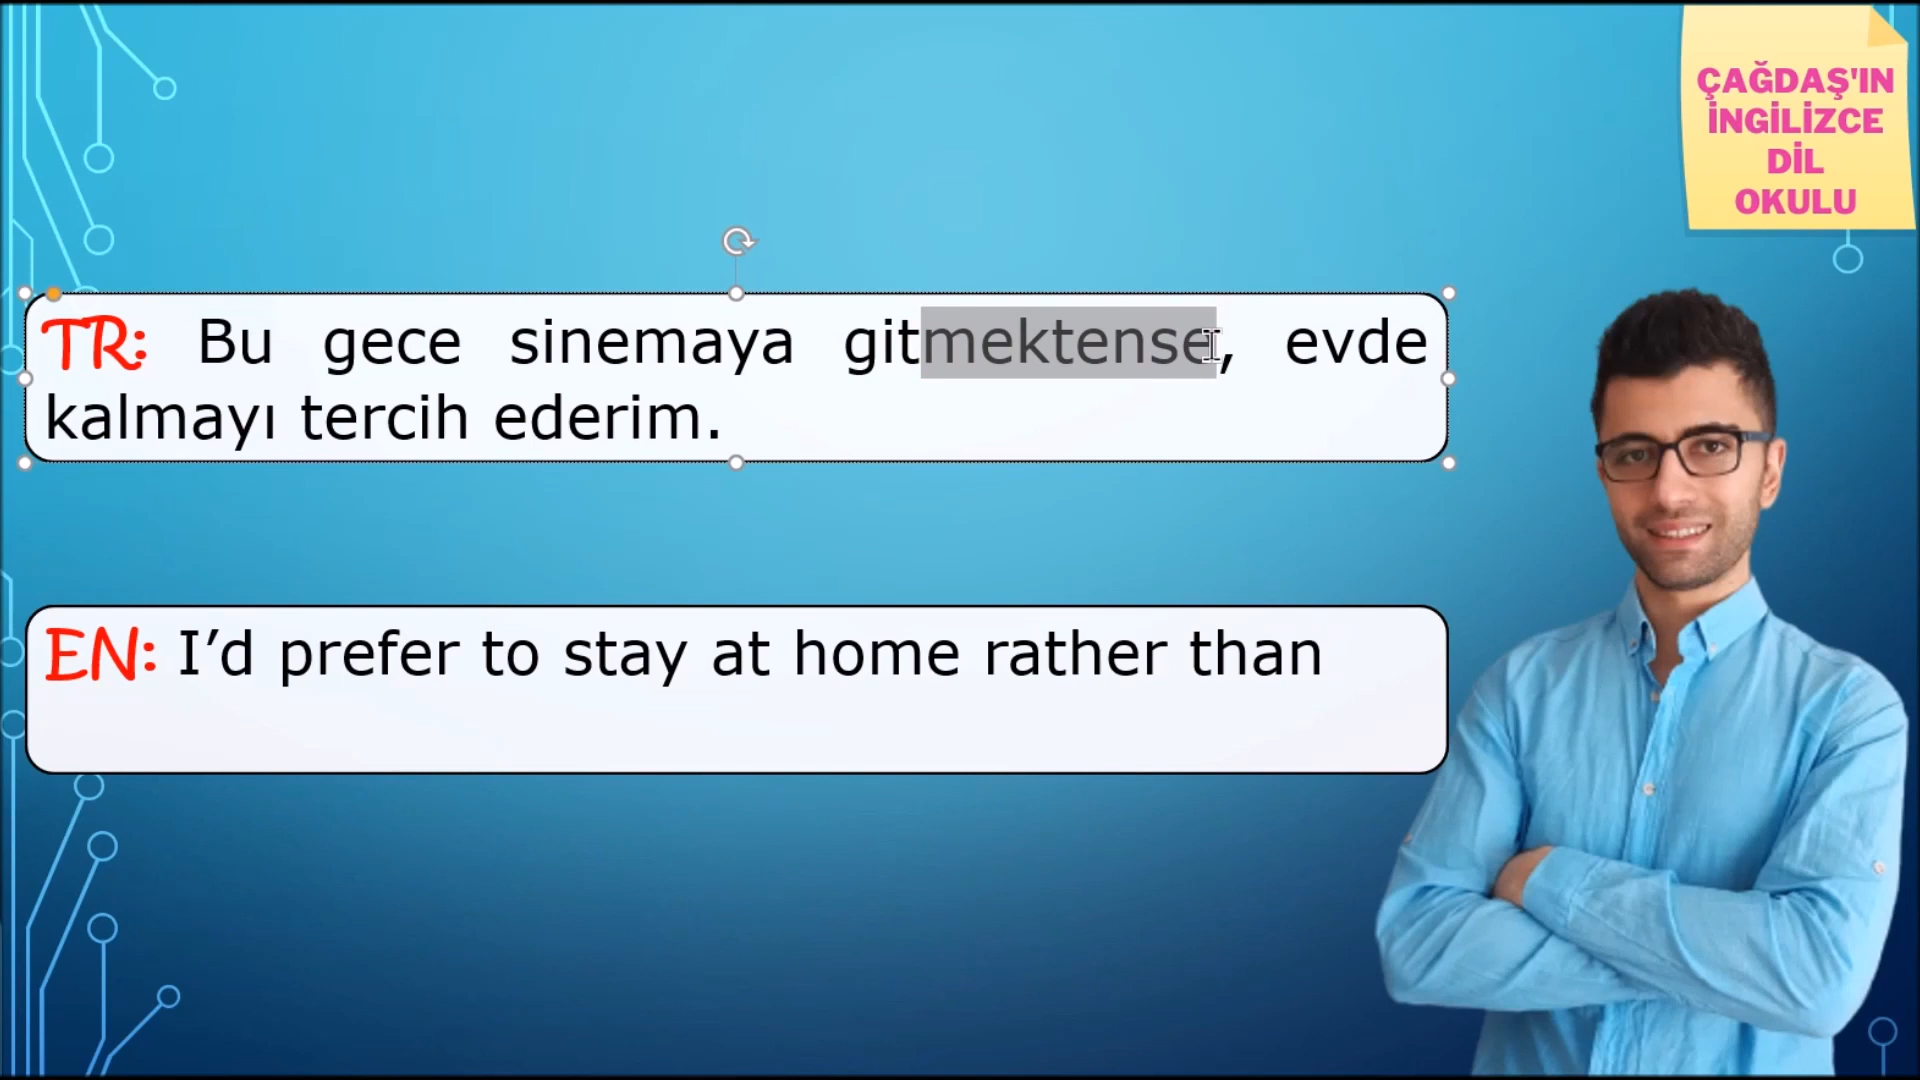 ÇAĞDAŞ'IN
İNGİLİZCE
DİL
OKULU
TR: Bu gece sinemaya gitmektense, evde
kalmayı tercih ederim.
EN: I’d prefer to stay at home rather than